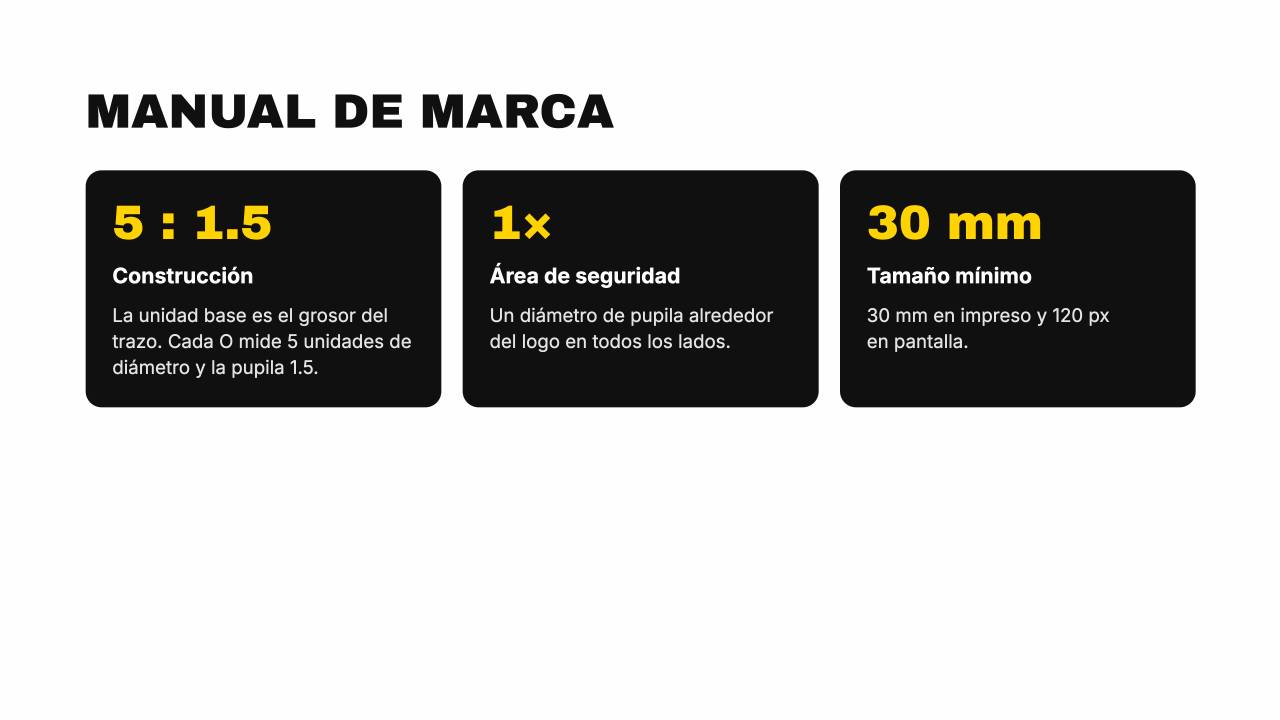 MANUAL DE MARCA
5 : 1.5
Construcción
La unidad base es el grosor del
trazo. Cada O mide 5 unidades de
diámetro y la pupila 1.5.
1×
Área de seguridad
Un diámetro de pupila alrededor
del logo en todos los lados.
30 mm
Tamaño mínimo
30 mm en impreso y 120 px
en pantalla.